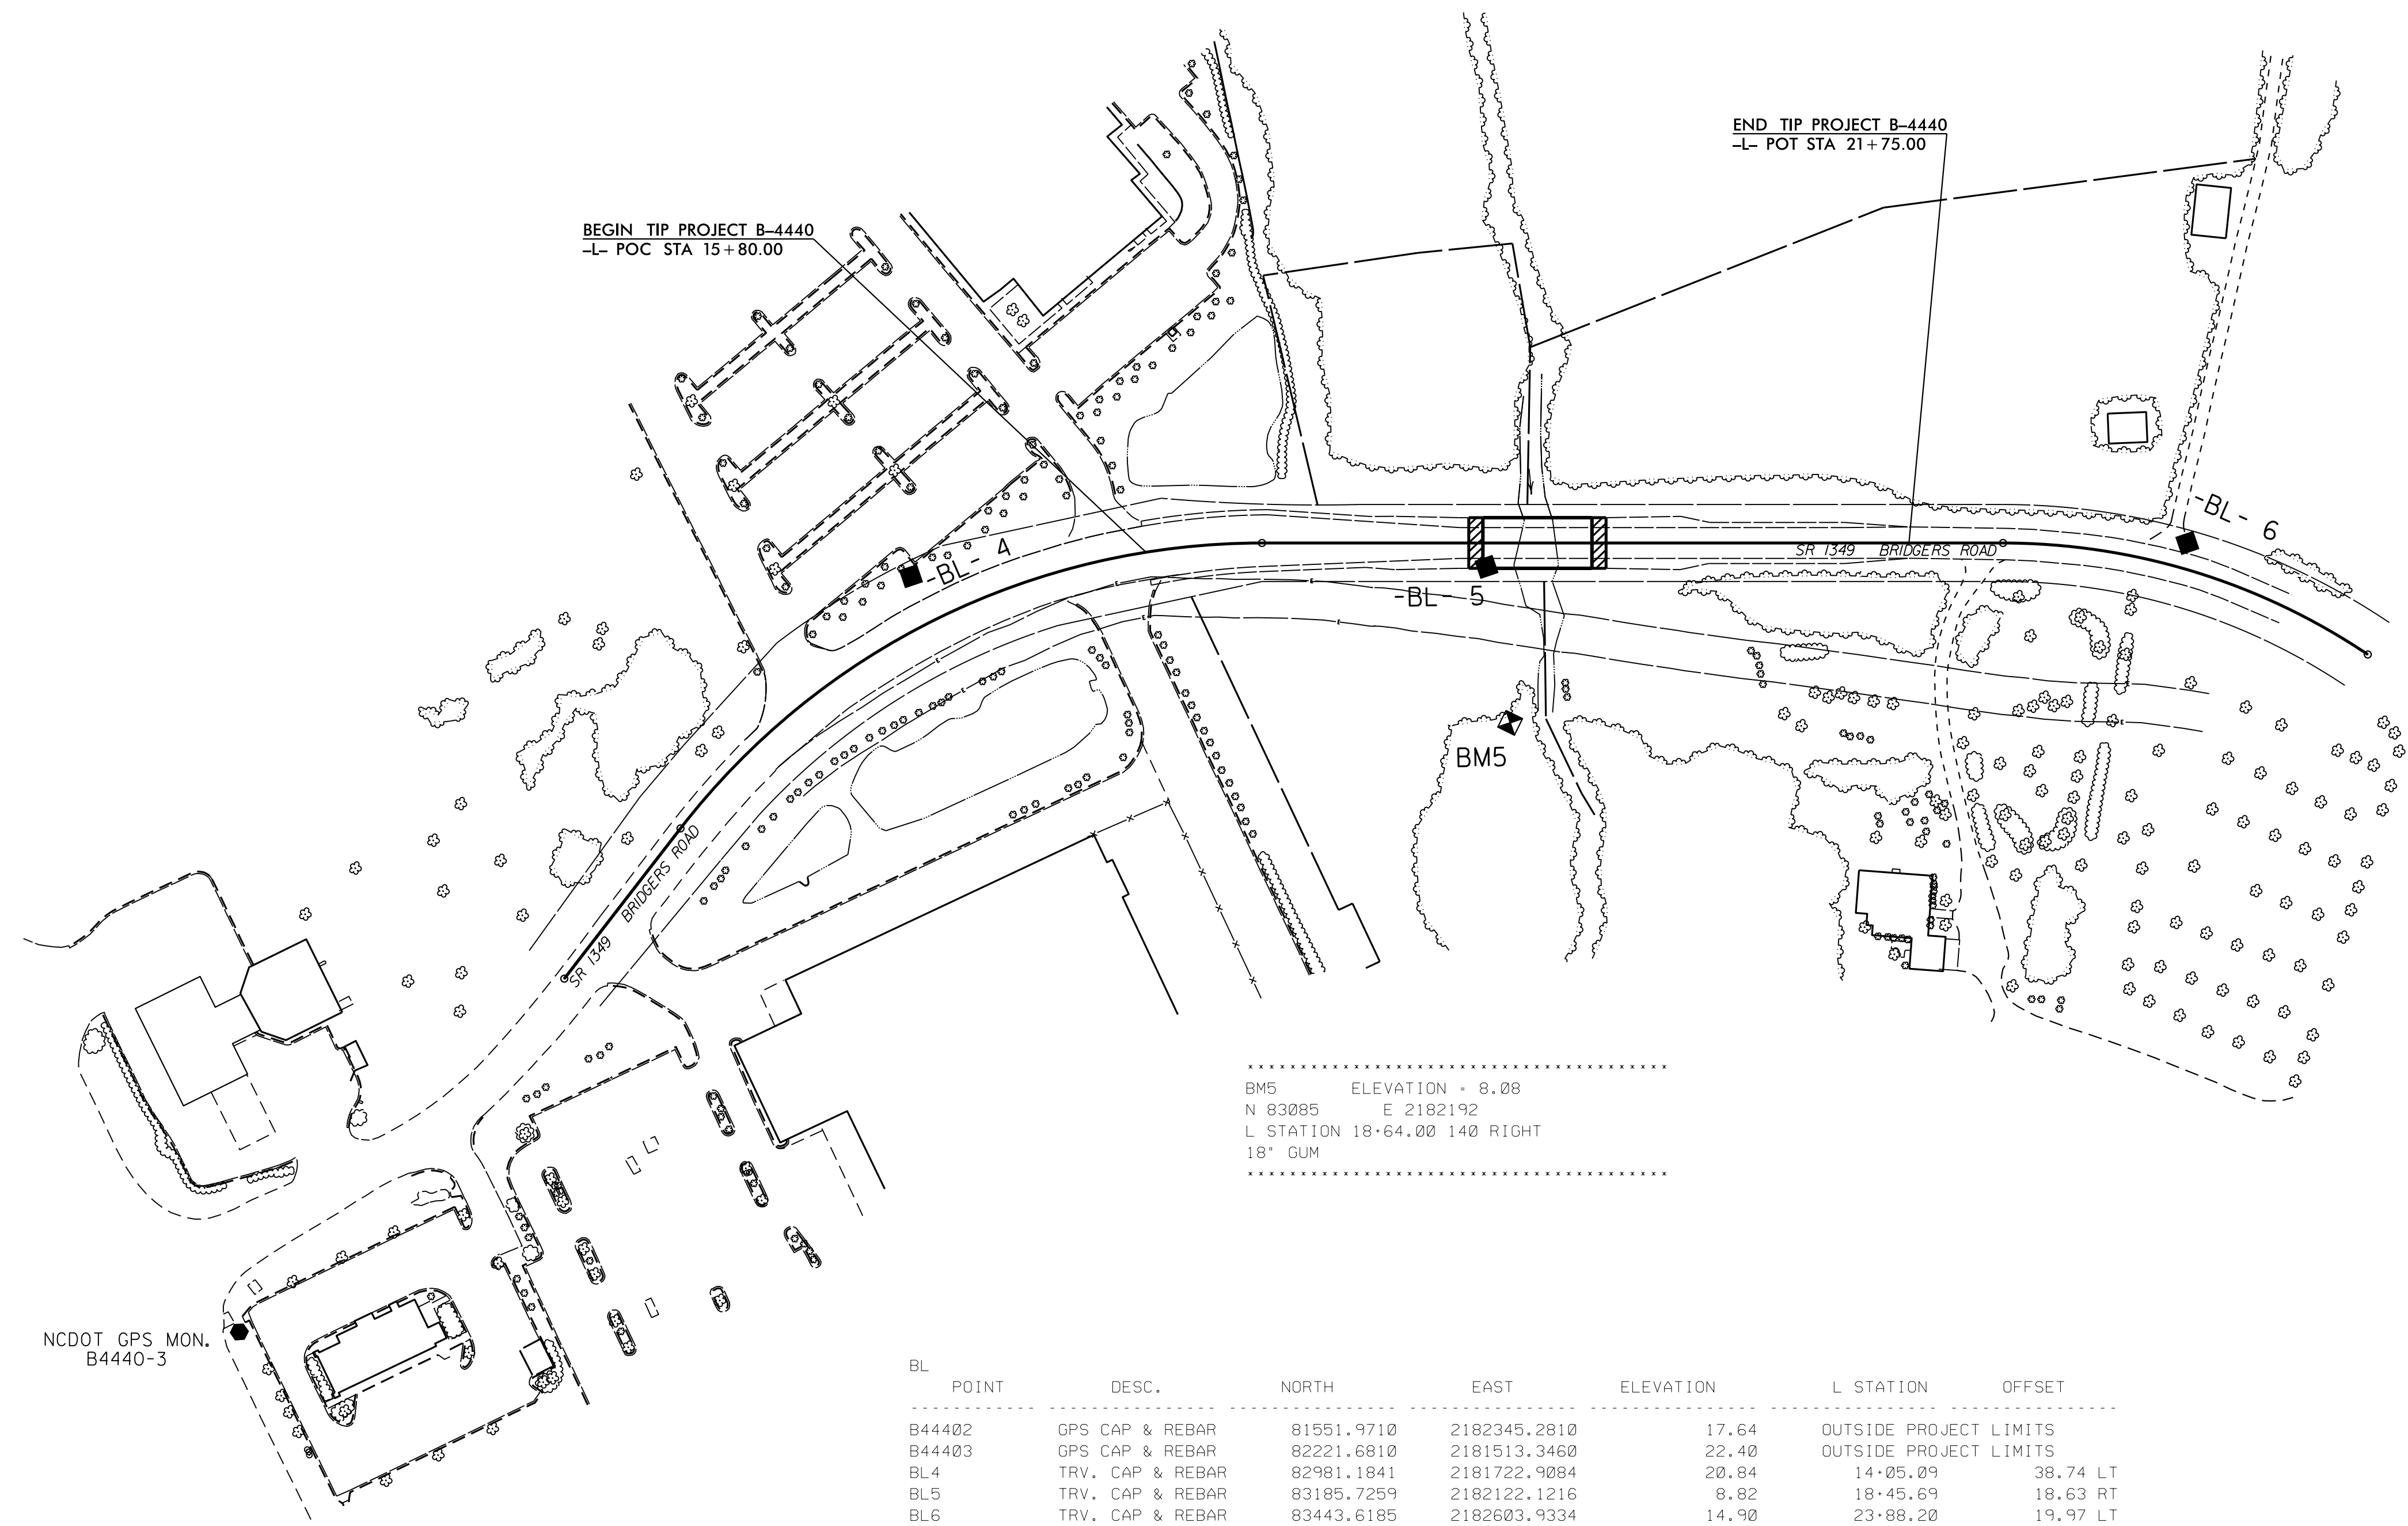 END TIP PROJECT B-4440
-L- POT STA 21+75.00
BEGIN TIP PROJECT B-4440
-L- POC STA 15+80.00
-BL- 6
-BL- 4
SR 1349 BRIDGERS ROAD
-BL- 5
BM5
SR 1349 BRIDGERS ROAD
BM5 ELEVATION = 8.08
N 83085 E 2182192
L STATION 18+64.00 140 RIGHT
18" GUM
NCDOT GPS MON.
B4440-3
BL
POINT DESC. NORTH EAST ELEVATION L STATION OFFSET
B44402 GPS CAP & REBAR 81551.9710 2182345.2810 17.64 OUTSIDE PROJECT LIMITS
B44403 GPS CAP & REBAR 82221.6810 2181513.3460 22.40 OUTSIDE PROJECT LIMITS
BL4 TRV. CAP & REBAR 82981.1841 2181722.9084 20.84 14+05.09 38.74 LT
BL5 TRV. CAP & REBAR 83185.7259 2182122.1216 8.82 18+45.69 18.63 RT
BL6 TRV. CAP & REBAR 83443.6185 2182603.9334 14.90 23+88.20 19.97 LT